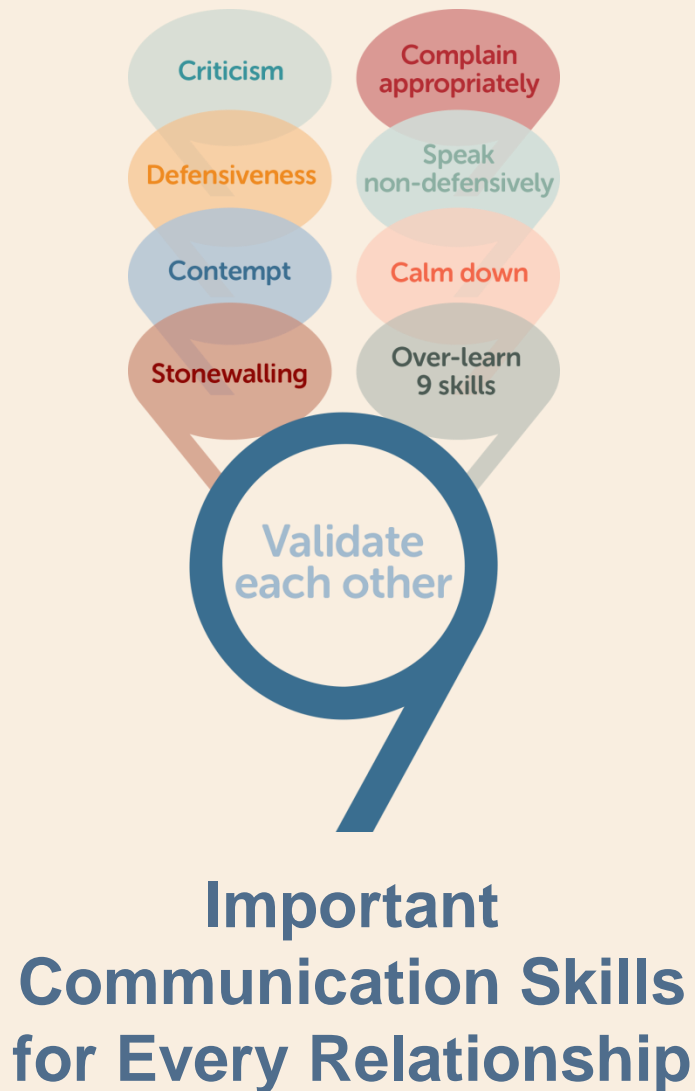 Criticism
Complain
appropriately
Defensiveness
Speak
non-defensively
Contempt
Calm down
Stonewalling
Over-learn
9 skills
Validate
each other
9
Important
Communication Skills
for Every Relationship